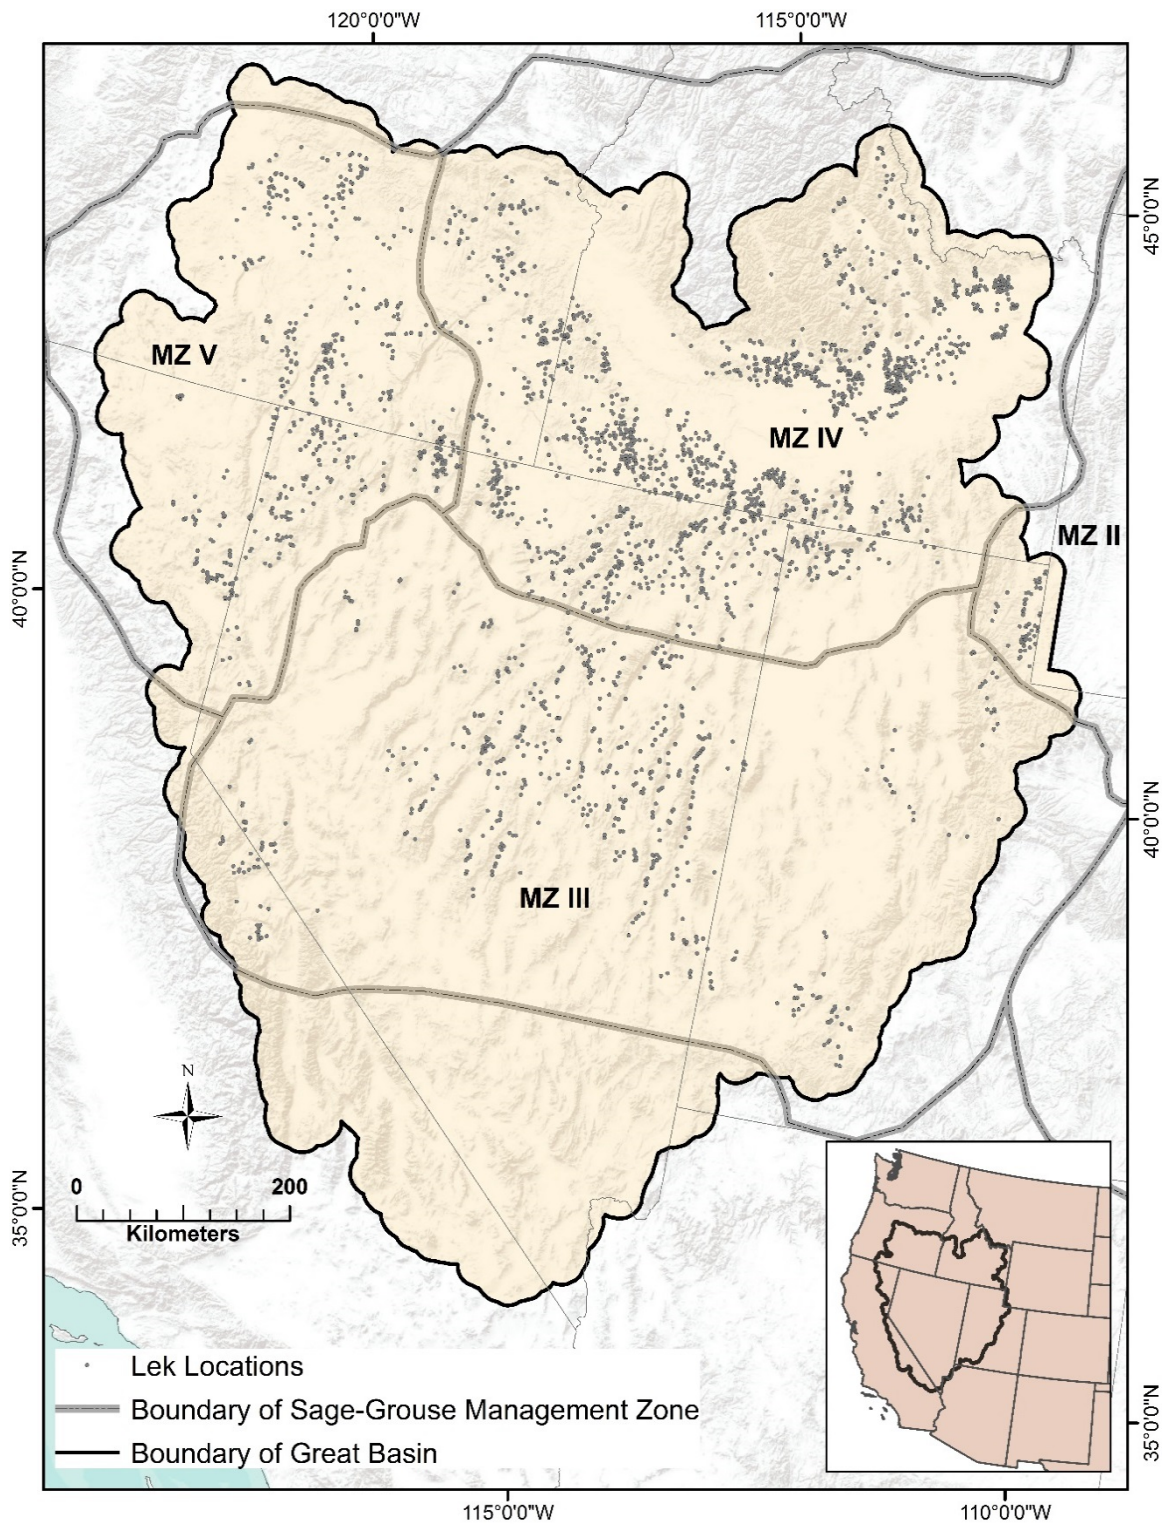 120°0'0"W
115°0'0"W
45°0'0"N
MZ V
MZ IV
MZ II
40°0'0"N
40°0'0"N
MZ III
N
0 200
Kilometers
35°0'0"N
35°0'0"N
Lek Locations
Boundary of Sage-Grouse Management Zone
Boundary of Great Basin
115°0'0"W
110°0'0"W